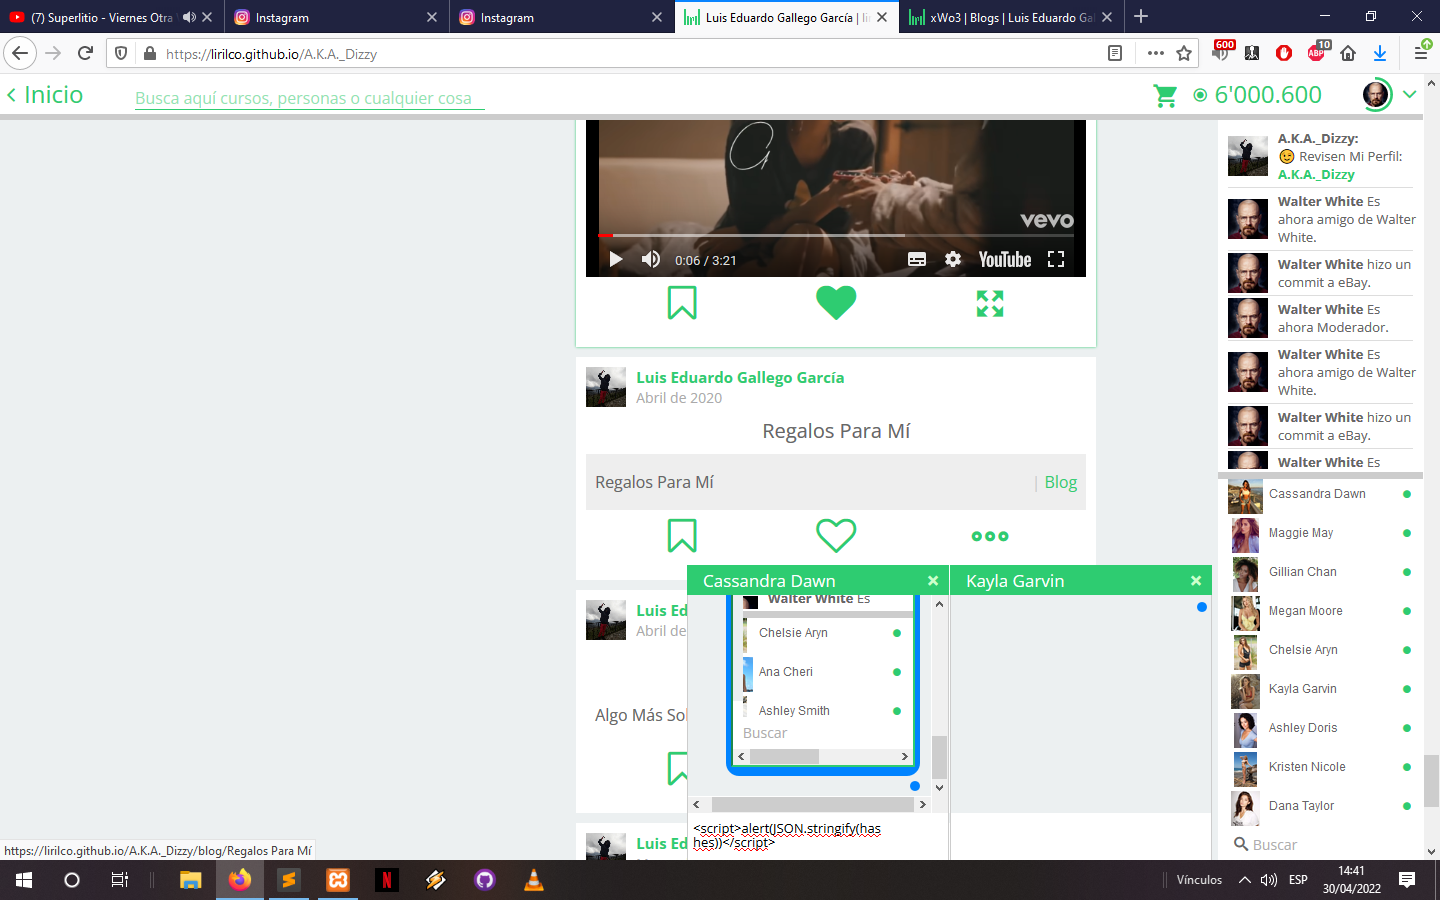 (7) Superlitio - Viernes Otra V
Instagram
Instagram
Luis Eduardo Gallego García | lir
xWo3 | Blogs | Luis Eduardo Ga
https://lirilco.github.io/A.K.A._Dizzy
600
ABP
10
Inicio
Busca aquí cursos, personas o cualquier cosa
6'000.600
vevo
0:06 / 3:21
YouTube
Luis Eduardo Gallego García
Abril de 2020
Regalos Para Mí
Regalos Para Mí
| Blog
Luis Ed
Abril de
Algo Más Sol
Luis Ed
A.K.A._Dizzy:
Revisen Mi Perfil:
A.K.A._Dizzy
Walter White Es
ahora amigo de Walter
White.
Walter White hizo un
commit a eBay.
Walter White Es
ahora Moderador.
Walter White Es
ahora amigo de Walter
White.
Walter White hizo un
commit a eBay.
Walter White Es
Cassandra Dawn
Maggie May
Gillian Chan
Megan Moore
Chelsie Aryn
Kayla Garvin
Ashley Doris
Kristen Nicole
Dana Taylor
Buscar
Cassandra Dawn
Walter White Es
Chelsie Aryn
Ana Cheri
Ashley Smith
Buscar
<script>alert(JSON.stringify(has
hes))</script>
Kayla Garvin
https://lirilco.github.io/A.K.A._Dizzy/blog/Regalos Para Mí
Vínculos
ESP
14:41
30/04/2022